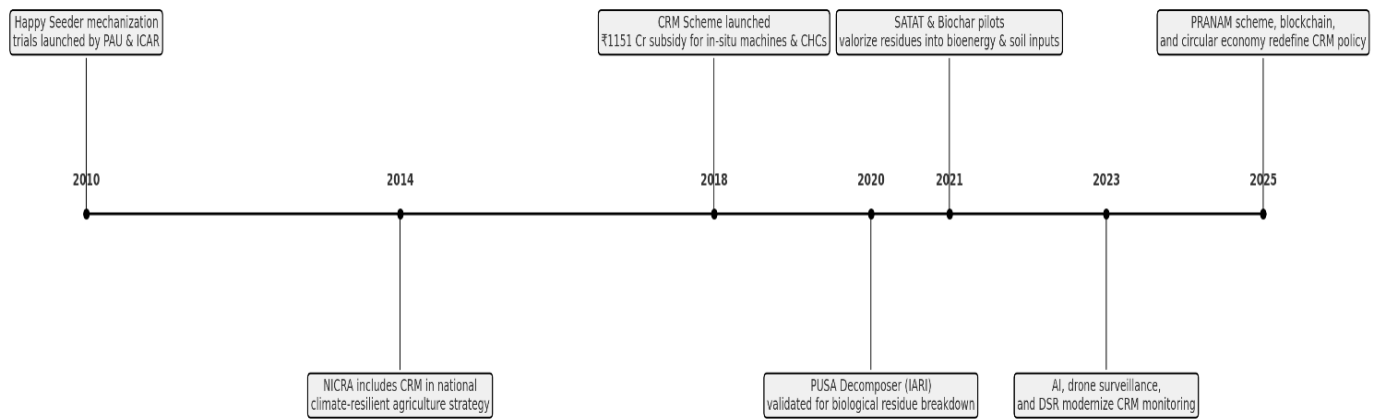 Happy Seeder mechanization
trials launched by PAU & ICAR
CRM Scheme launched
₹1151 Cr subsidy for in-situ machines & CHCs
SATAT & Biochar pilots
valorize residues into bioenergy & soil inputs
PRANAM scheme, blockchain,
and circular economy redefine CRM policy
2010
2014
2018
2020
2021
2023
2025
NICRA includes CRM in national
climate-resilient agriculture strategy
PUSA Decomposer (IARI)
validated for biological residue breakdown
AI, drone surveillance,
and DSR modernize CRM monitoring